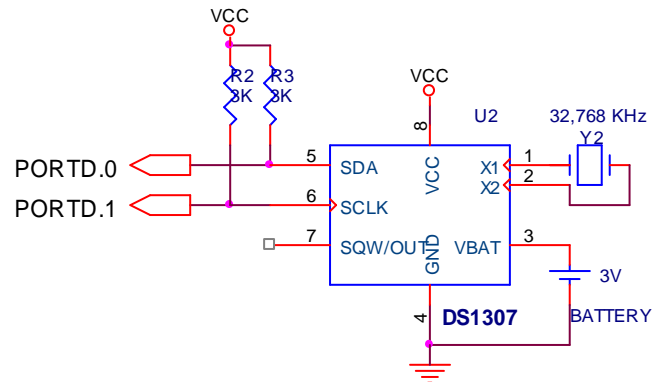 VCC
R2 R3
3K 3K
VCC
U2
32,768 KHz
Y2
8
VCC
PORTD.0
5
SDA
X1
1
PORTD.1
6
SCLK
X2
2
7
SQW/OUT
GND
VBAT
3
3V
4
DS1307
BATTERY